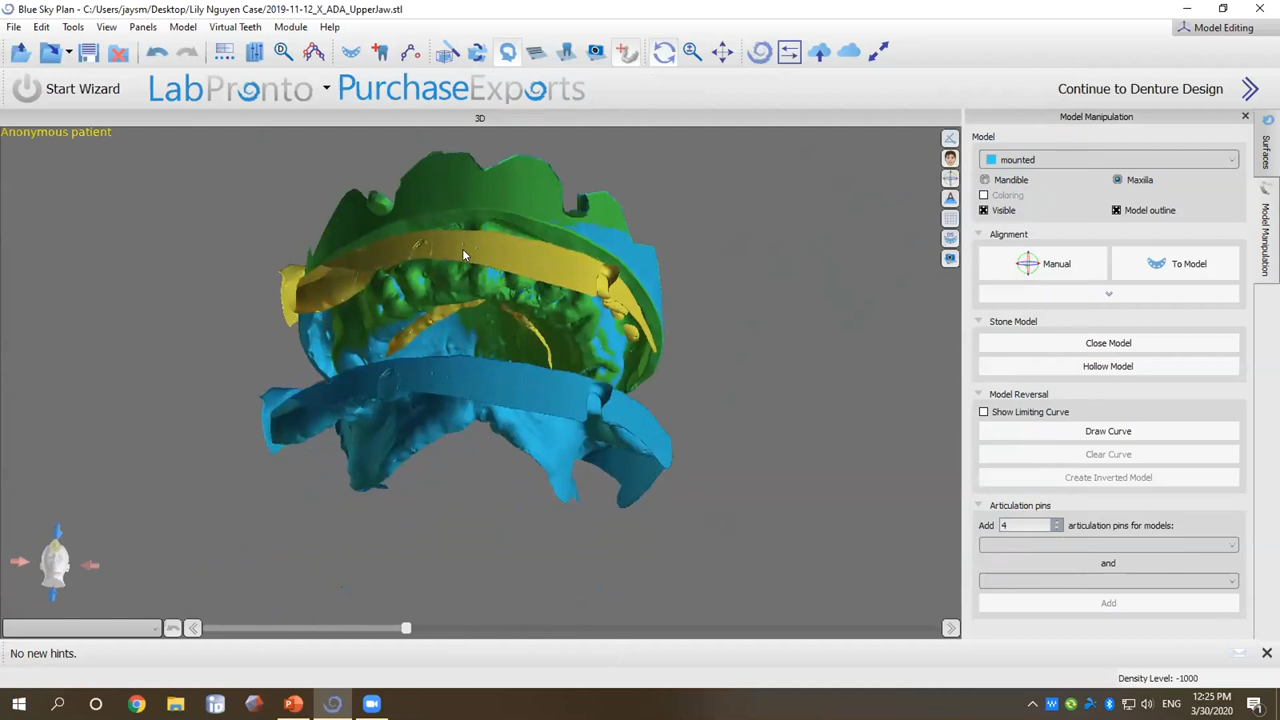 Blue Sky Plan - C:/Users/jaysm/Desktop/Lily Nguyen Case/2019-11-12_X_ADA_UpperJaw.stl
File Edit Tools View Panels Model Virtual Teeth Module Help
Model Editing
Start Wizard
LabPronto
PurchaseExports
Continue to Denture Design
3D
Model Manipulation
Anonymous patient
Model
mounted
Mandible
Maxilla
Coloring
Visible
Model outline
Alignment
Manual
To Model
Stone Model
Close Model
Hollow Model
Model Reversal
Show Limiting Curve
Draw Curve
Clear Curve
Create Inverted Model
Articulation pins
Add 4 articulation pins for models:
and
Add
Surfaces
Model Manipulation
No new hints.
Density Level: -1000
ENG
12:25 PM
3/30/2020